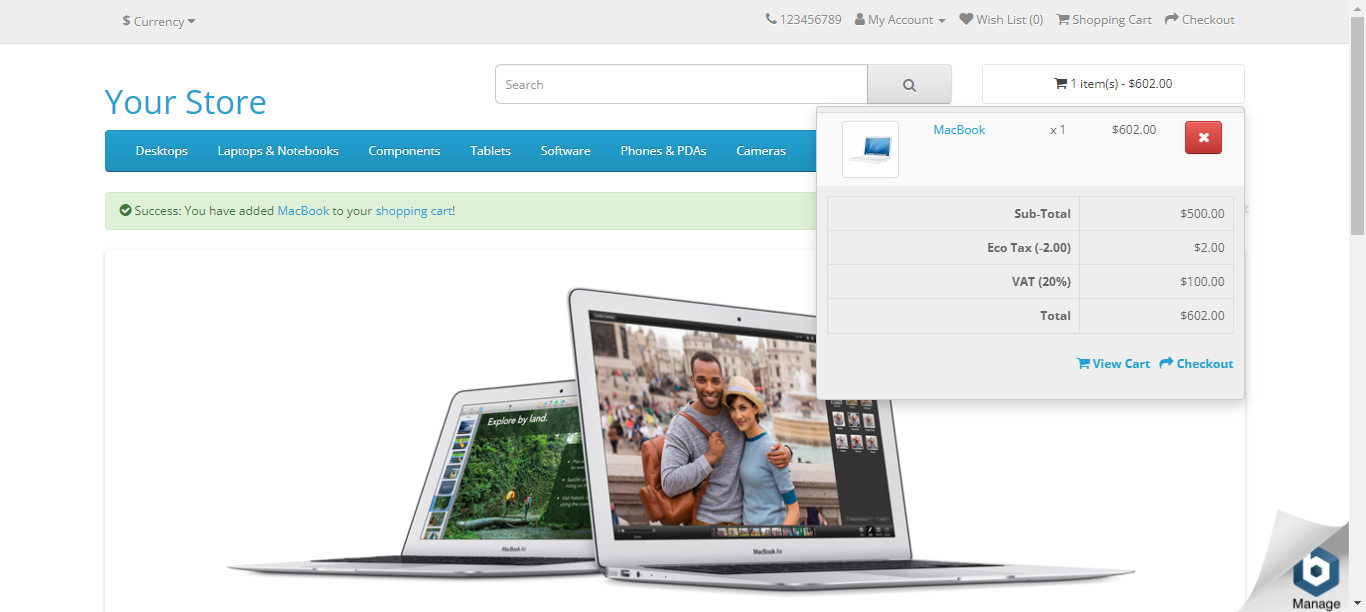 $ Currency
123456789 My Account Wish List (0) Shopping Cart Checkout
Your Store
Search
1 item(s) - $602.00
MacBook x 1 $602.00
Desktops Laptops & Notebooks Components Tablets Software Phones & PDAs Cameras
Success: You have added MacBook to your shopping cart!
Sub-Total $500.00
Eco Tax (-2.00) $2.00
VAT (20%) $100.00
Total $602.00
View Cart Checkout
Explore by land.
MacBook Air
MacBook Air
Manage